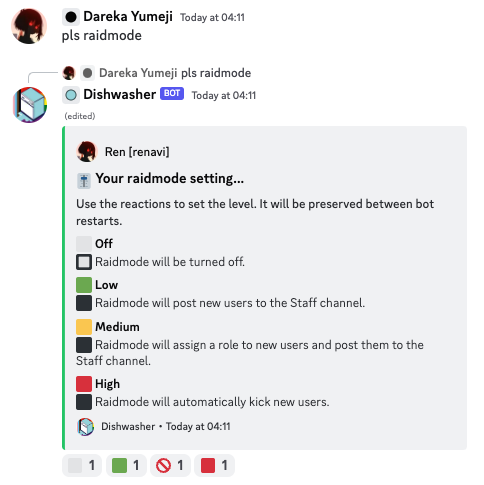 Dareka Yumeji Today at 04:11
pls raidmode
Dareka Yumeji pls raidmode
Dishwasher BOT Today at 04:11
(edited)
Ren [renavi]
Your raidmode setting...
Use the reactions to set the level. It will be preserved between bot
restarts.
Off
Raidmode will be turned off.
Low
Raidmode will post new users to the Staff channel.
Medium
Raidmode will assign a role to new users and post them to the
Staff channel.
High
Raidmode will automatically kick new users.
Dishwasher • Today at 04:11
1 1 1 1